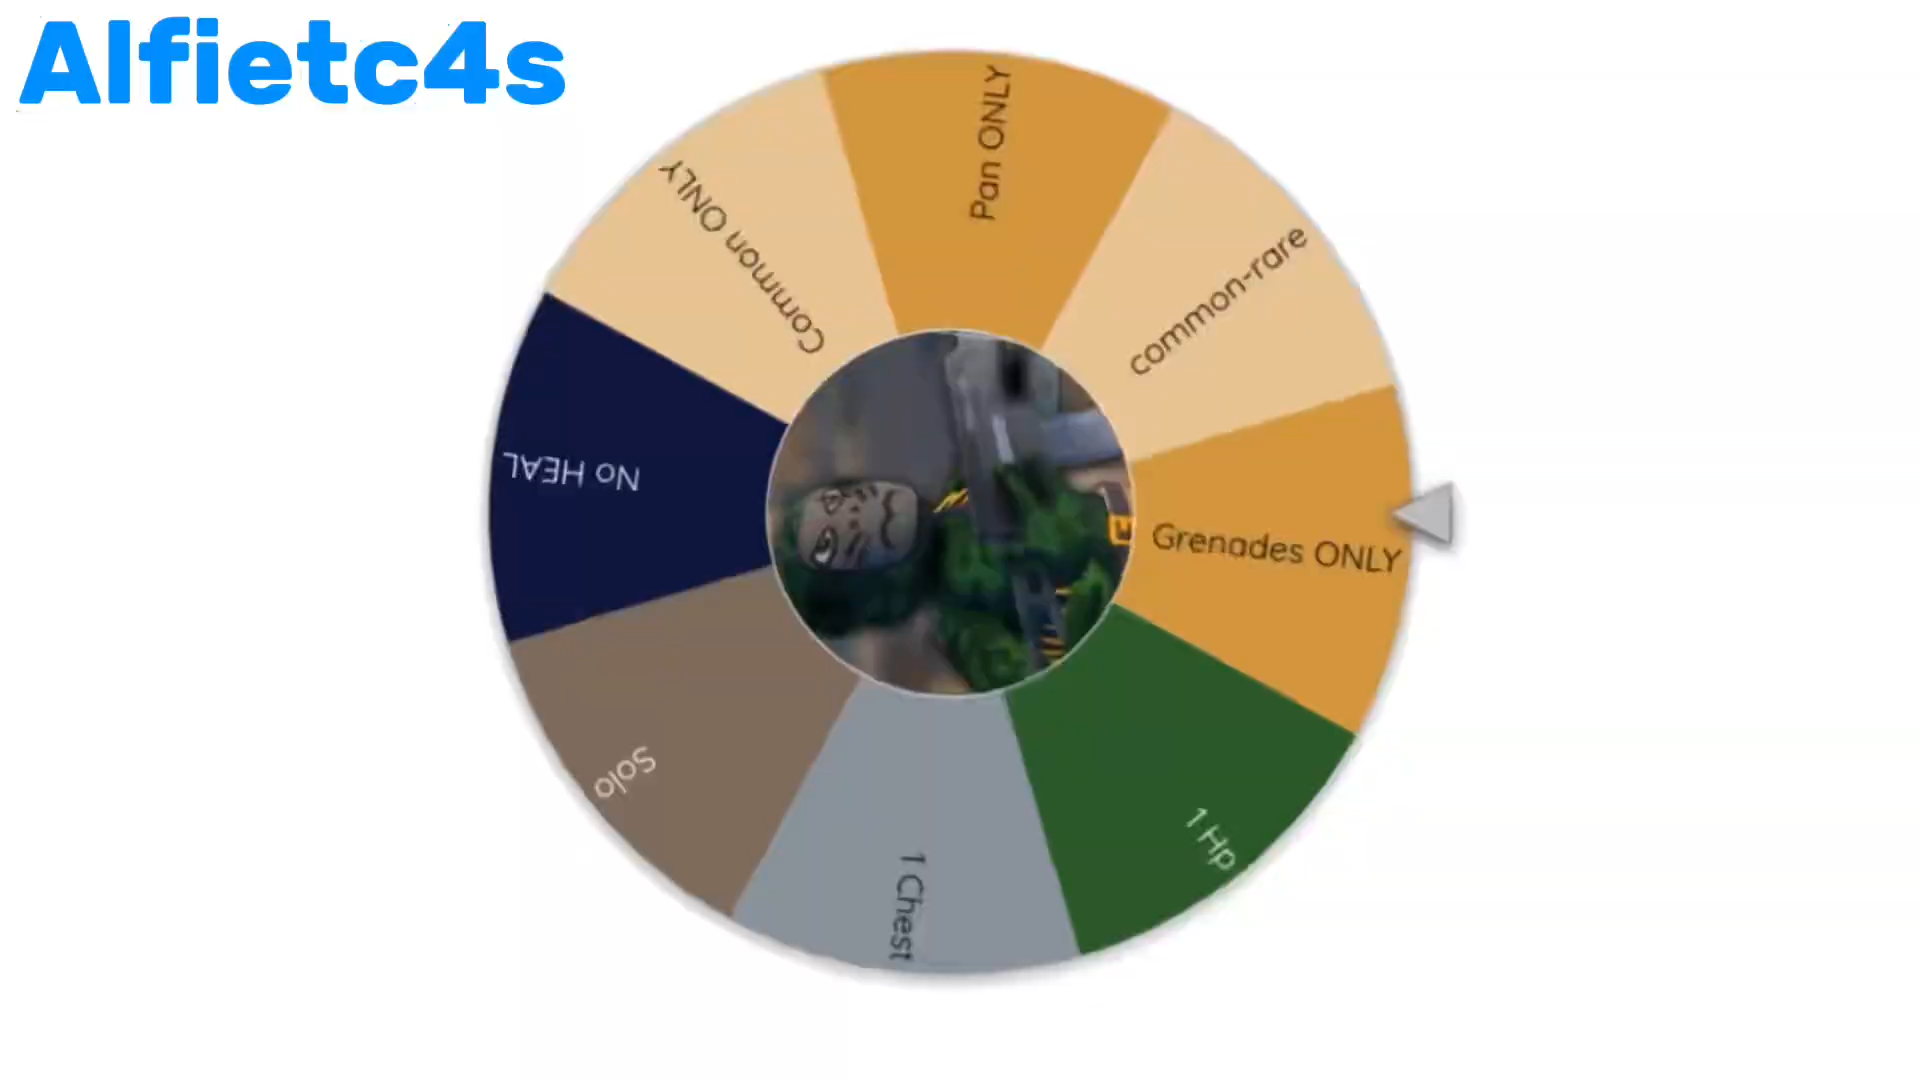 Alfietc4s
Pan ONLY
common-rare
Grenades ONLY
1 Hp
1 Chest
Solo
No HEAL
Common ONLY